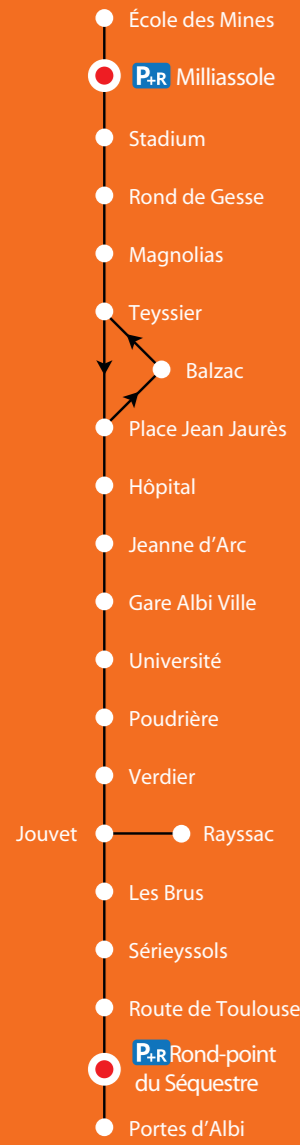 École des Mines
P+R Milliassole
Stadium
Rond de Gesse
Magnolias
Teyssier
Balzac
Place Jean Jaurès
Hôpital
Jeanne d'Arc
Gare Albi Ville
Université
Poudrière
Verdier
Jouvet Rayssac
Les Brus
Sérieyssols
Route de Toulouse
P+R Rond-point
du Séquestre
Portes d'Albi